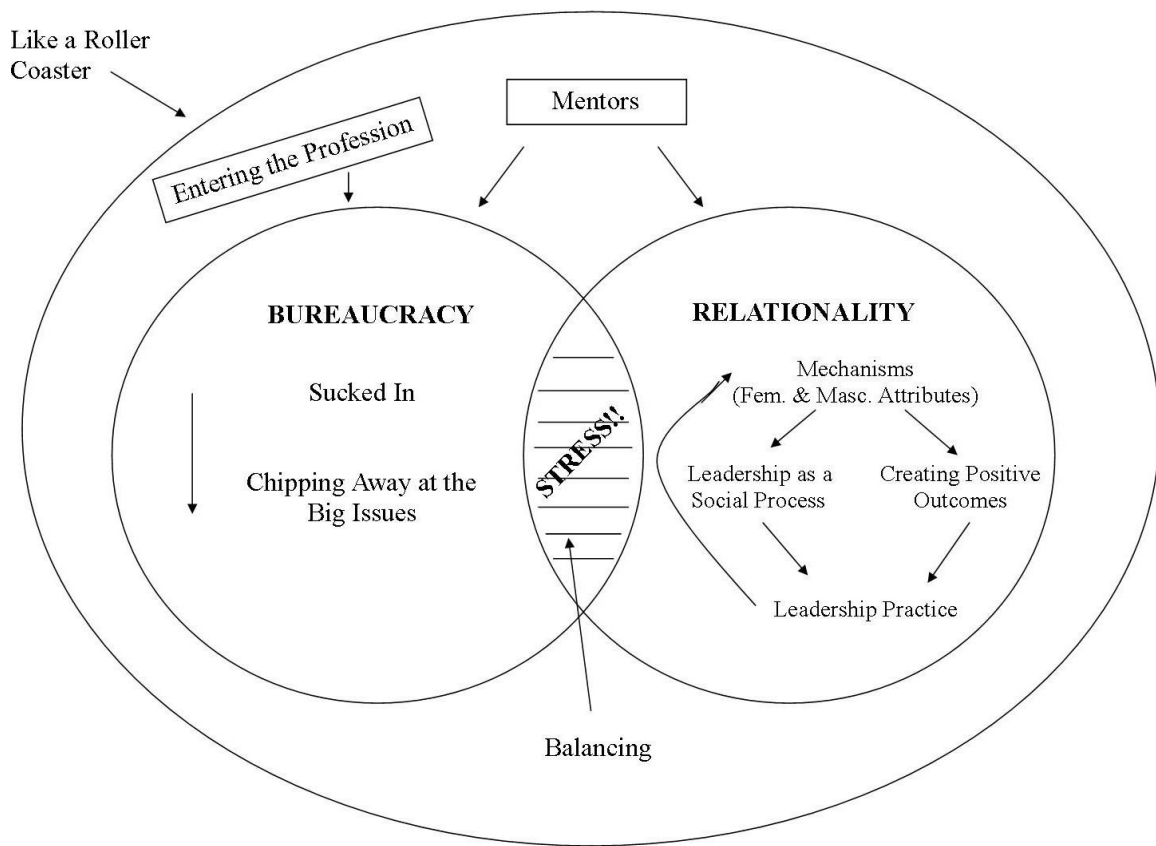 Like a Roller
Coaster
Mentors
Entering the Profession
BUREAUCRACY
Sucked In
Chipping Away at the
Big Issues
STRESS!!
RELATIONALITY
Mechanisms
(Fem. & Masc. Attributes)
Leadership as a
Social Process
Creating Positive
Outcomes
Leadership Practice
Balancing